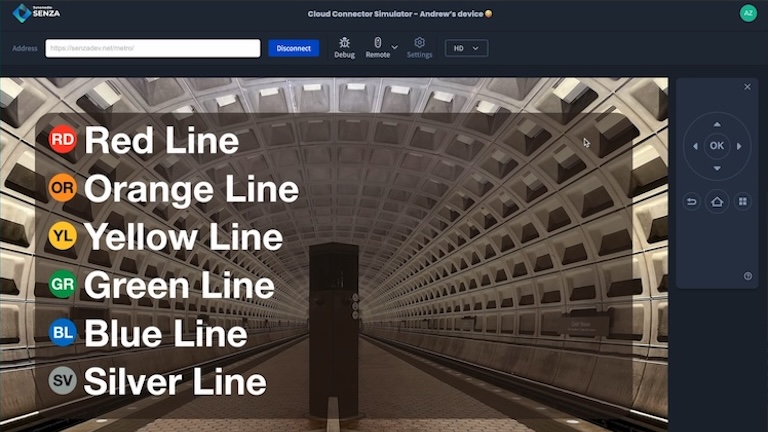 Synamedia
SENZA
Cloud Connector Simulator - Andrew's device 😀
AZ
Address
https://senzadev.net/metro/
Disconnect
Debug
Remote
Settings
HD
OK
RD Red Line
OR Orange Line
YL Yellow Line
GR Green Line
BL Blue Line
SV Silver Line